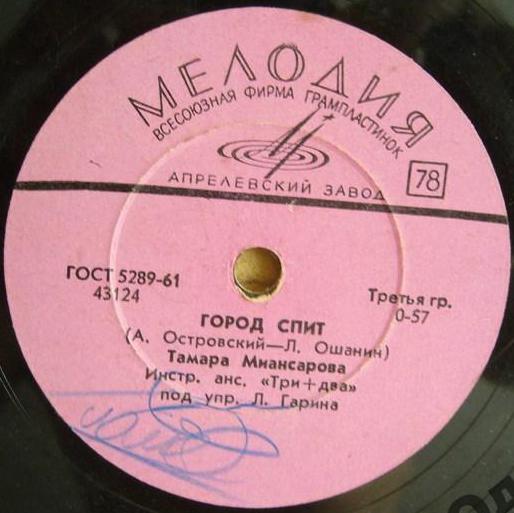 МЕЛОДИЯ
ВСЕСОЮЗНАЯ ФИРМА ГРАМПЛАСТИНОК
АПРЕЛЕВСКИЙ ЗАВОД
78
ГОСТ 5289-61
43124
Третья гр.
0-57
ГОРОД СПИТ
(А. Островский—Л. Ошанин)
Тамара Миансарова
Инстр. анс. «Три+два»
под упр. Л. Гарина